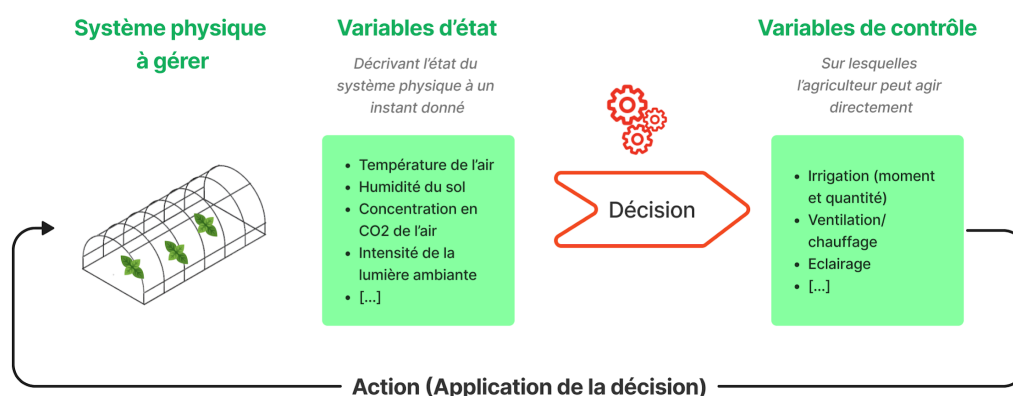 Système physique
à gérer
Variables d’état
Décrivant l’état du
système physique à un
instant donné
• Température de l’air
• Humidité du sol
• Concentration en
CO2 de l’air
• Intensité de la
lumière ambiante
• [...]
Décision
Variables de contrôle
Sur lesquelles
l’agriculteur peut agir
directement
• Irrigation (moment
et quantité)
• Ventilation/
chauffage
• Eclairage
• [...]
Action (Application de la décision)